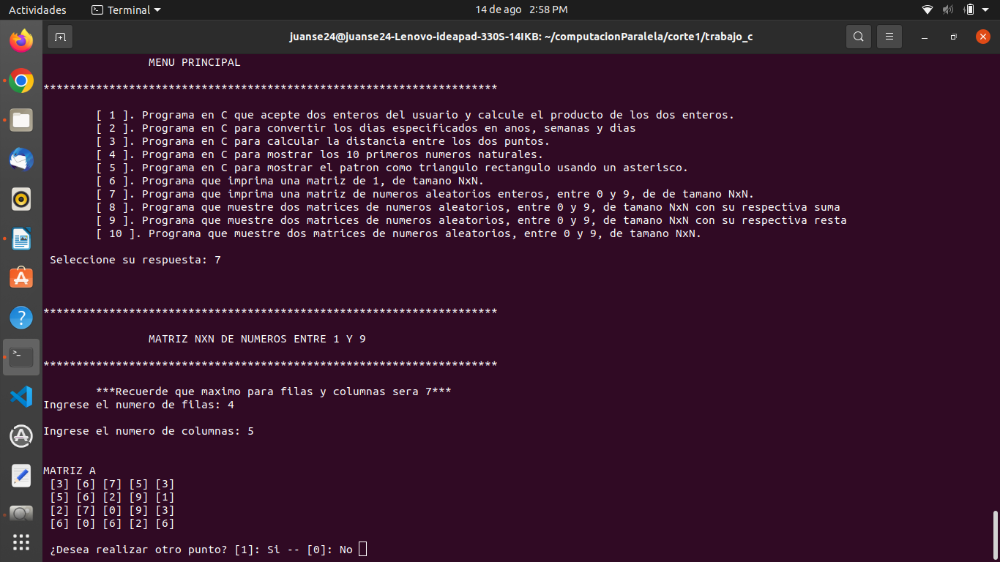 Actividades Terminal 14 de ago 2:58 PM
juanse24@juanse24-Lenovo-ideapad-330S-14IKB: ~/computacionParalela/corte1/trabajo_c
MENU PRINCIPAL
*********************************************************************
[ 1 ]. Programa en C que acepte dos enteros del usuario y calcule el producto de los dos enteros.
[ 2 ]. Programa en C para convertir los dias especificados en anos, semanas y dias
[ 3 ]. Programa en C para calcular la distancia entre los dos puntos.
[ 4 ]. Programa en C para mostrar los 10 primeros numeros naturales.
[ 5 ]. Programa en C para mostrar el patron como triangulo rectangulo usando un asterisco.
[ 6 ]. Programa que imprima una matriz de 1, de tamano NxN.
[ 7 ]. Programa que imprima una matriz de numeros aleatorios enteros, entre 0 y 9, de de tamano NxN.
[ 8 ]. Programa que muestre dos matrices de numeros aleatorios, entre 0 y 9, de tamano NxN con su respectiva suma
[ 9 ]. Programa que muestre dos matrices de numeros aleatorios, entre 0 y 9, de tamano NxN con su respectiva resta
[ 10 ]. Programa que muestre dos matrices de numeros aleatorios, entre 0 y 9, de tamano NxN.
Seleccione su respuesta: 7
*********************************************************************
MATRIZ NXN DE NUMEROS ENTRE 1 Y 9
*********************************************************************
***Recuerde que maximo para filas y columnas sera 7***
Ingrese el numero de filas: 4
Ingrese el numero de columnas: 5
MATRIZ A
[3] [6] [7] [5] [3]
[5] [6] [2] [9] [1]
[2] [7] [0] [9] [3]
[6] [0] [6] [2] [6]
¿Desea realizar otro punto? [1]: Si -- [0]: No